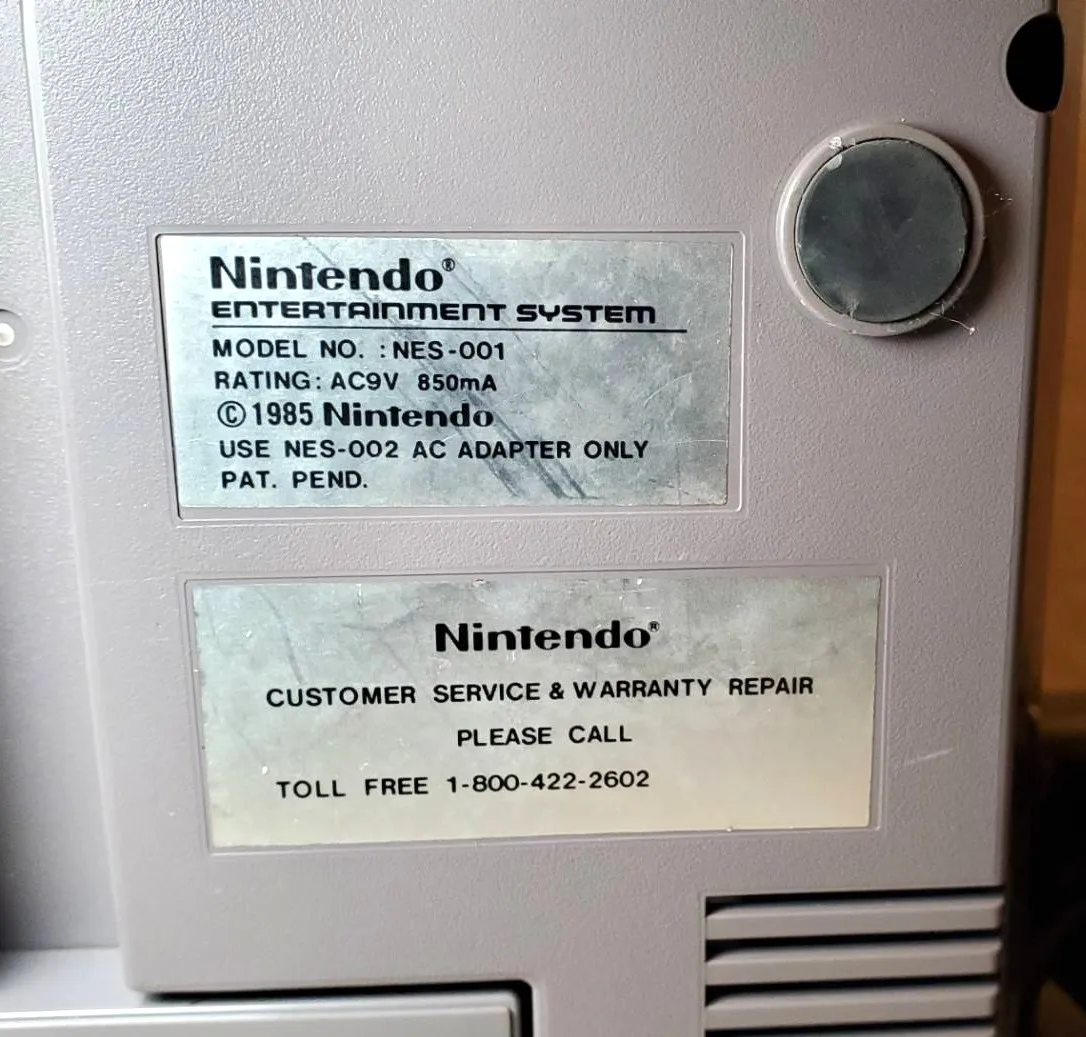 Nintendo®
ENTERTAINMENT SYSTEM
MODEL NO. : NES-001
RATING: AC9V 850mA
© 1985 Nintendo
USE NES-002 AC ADAPTER ONLY
PAT. PEND.
Nintendo®
CUSTOMER SERVICE & WARRANTY REPAIR
PLEASE CALL
TOLL FREE 1-800-422-2602